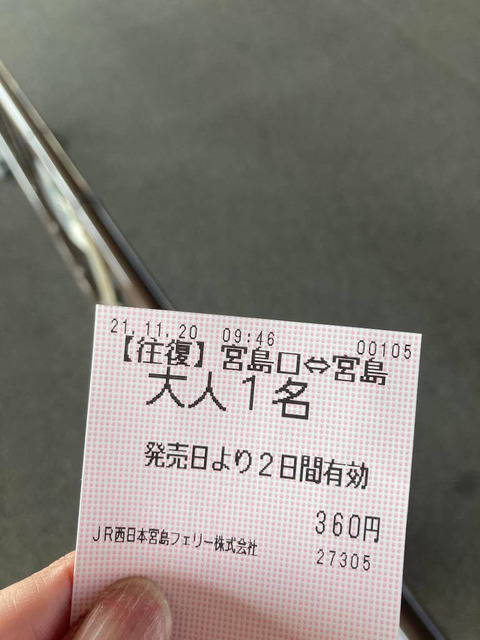 21.11.20 09:46 00105
【往復】宮島口⇔宮島
大人1名
発売日より2日間有効
360円
JR西日本宮島フェリー株式会社 27305